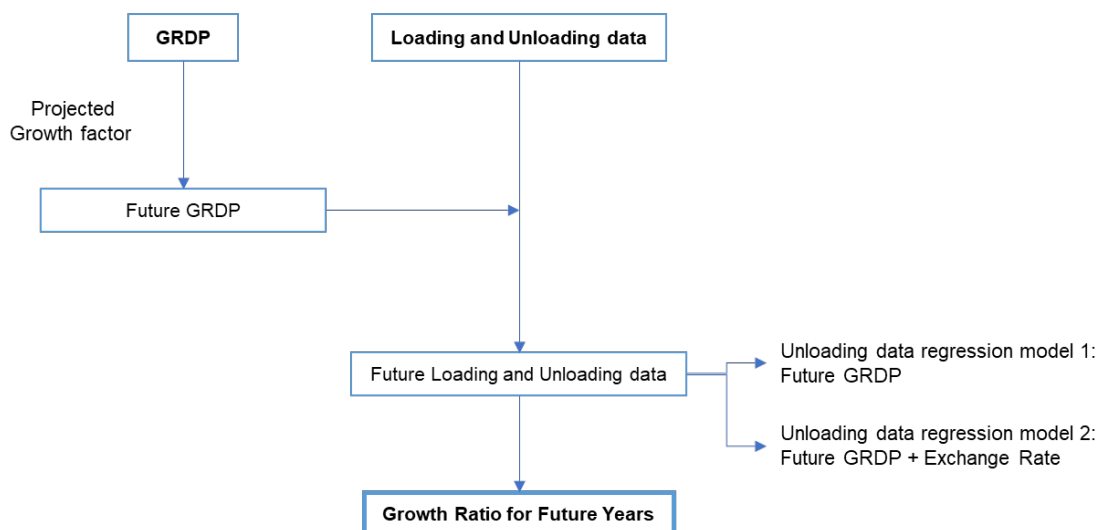 GRDP
Loading and Unloading data
Projected
Growth factor
Future GRDP
Future Loading and Unloading data
Unloading data regression model 1:
Future GRDP
Unloading data regression model 2:
Future GRDP + Exchange Rate
Growth Ratio for Future Years